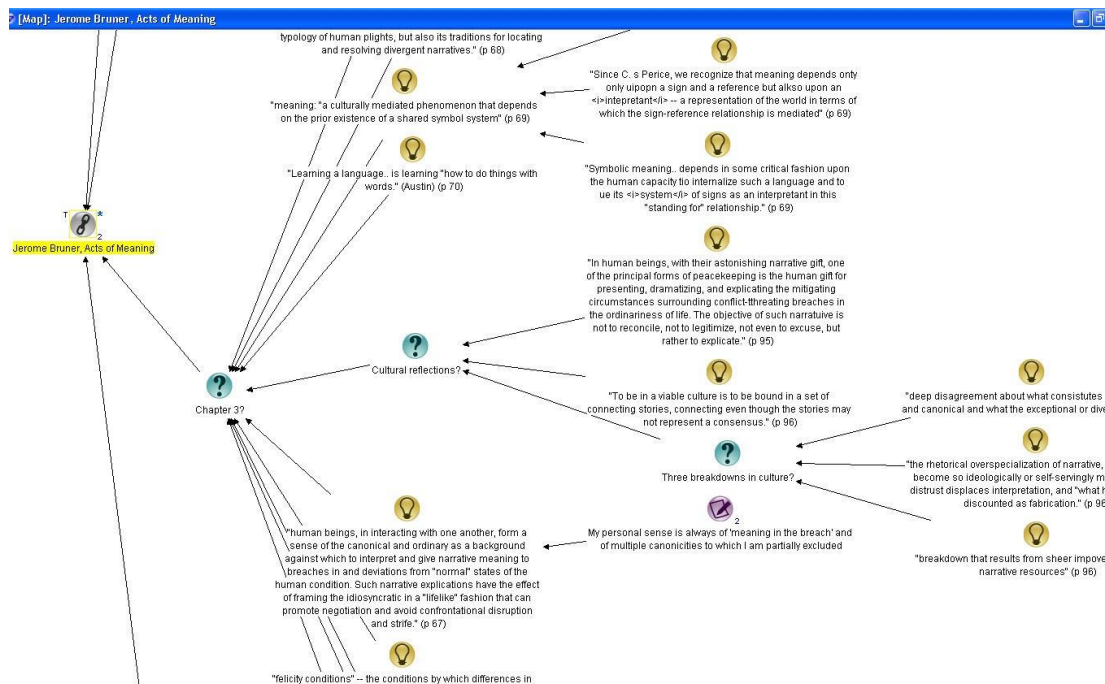 [Map]: Jerome Bruner, Acts of Meaning
typology of human plights, but also its traditions for locating
and resolving divergent narratives." (p 68)
"meaning: "a culturally mediated phenomenon that depends
on the prior existence of a shared symbol system" (p 69)
"Since C. s Perice, we recognize that meaning depends onty
only uipopn a sign and a reference but alkso upon an
<i>intepretant</i> -- a representation of the world in terms of
which the sign-reference relationship is mediated" (p 69)
"Learning a language.. is learning "how to do things with
words." (Austin) (p 70)
"Symbolic meaning.. depends in some critical fashion upon
the human capacity tio internalize such a language and to
ue its <i>system</i> of signs as an interpretant in this
"standing for" relationship." (p 69)
T
*
2
Jerome Bruner, Acts of Meaning
"In human beings, with their astonishing narrative gift, one
of the principal forms of peacekeeping is the human gift for
presenting, dramatizing, and explicating the mitigating
circumstances surrounding conflict-tthreating breaches in
the ordinariness of life. The objective of such narratuive is
not to reconcile, not to legitimize, not even to excuse, but
rather to explicate." (p 95)
Cultural reflections?
Chapter 3?
"To be in a viable culture is to be bound in a set of
connecting stories, connecting even though the stories may
not represent a consensus." (p 96)
"deep disagreement about what consistutes
and canonical and what the exceptional or dive
Three breakdowns in culture?
"the rhetorical overspecialization of narrative,
become so ideologically or self-servingly m
distrust displaces interpretation, and "what h
discounted as fabrication." (p 96
"human beings, in interacting with one another, form a
sense of the canonical and ordinary as a background
against which to interpret and give narrative meaning to
breaches in and deviations from "normal" states of the
human condition. Such narrative explications have the effect
of framing the idiosyncratic in a "lifelike" fashion that can
promote negotiation and avoid confrontational disruption
and strife." (p 67)
2
My personal sense is always of 'meaning in the breach' and
of multiple canonicities to which I am partially excluded
"breakdown that results from sheer impove
narrative resources" (p 96)
"felicity conditions" -- the conditions by which differences in